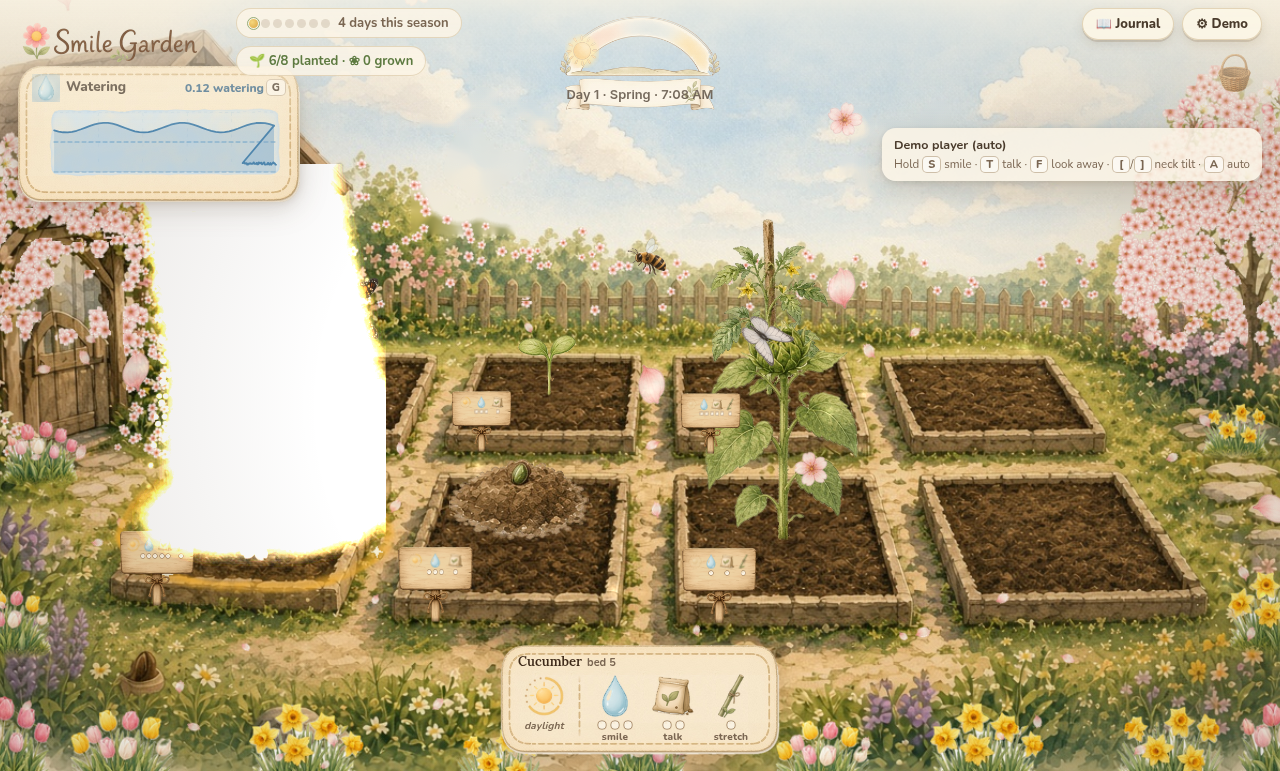 Smile Garden
4 days this season
6/8 planted · 0 grown
Day 1 · Spring · 7:08 AM
Journal
Demo
Watering
0.12 watering G
Demo player (auto)
Hold S smile · T talk · F look away · [ / ] neck tilt · A auto
Cucumber bed 5
daylight
smile
talk
stretch